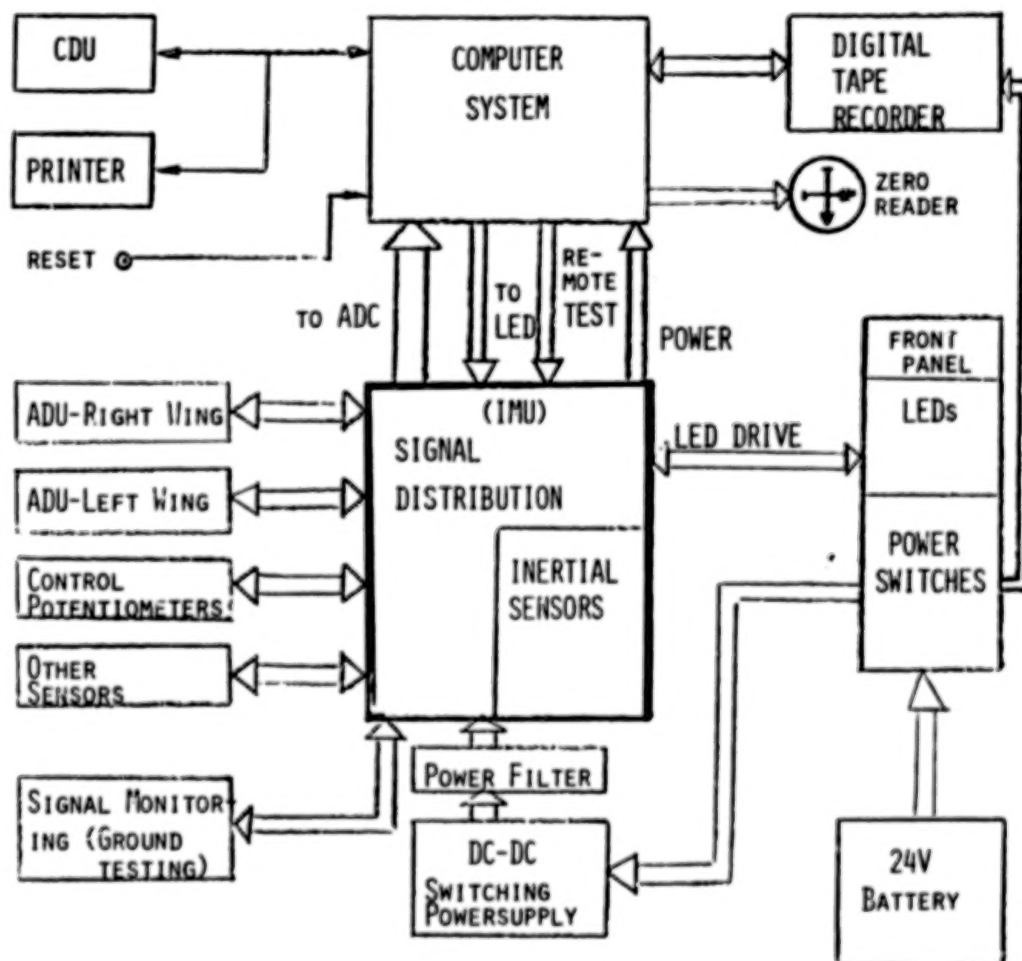 CDU
COMPUTER
SYSTEM
DIGITAL
TAPE
RECORDER
PRINTER
ZERO
READER
RESET
TO ADC
TO
LED
RE-
MOTE
TEST
POWER
FRONT
PANEL
LEDs
ADU-RIGHT WING
(IMU)
SIGNAL
DISTRIBUTION
LED DRIVE
ADU-LEFT WING
INERTIAL
SENSORS
POWER
SWITCHES
CONTROL
POTENTIOMETERS
OTHER
SENSORS
POWER FILTER
SIGNAL MONITOR-
ING (GROUND
TESTING)
DC-DC
SWITCHING
POWERSUPPLY
24V
BATTERY